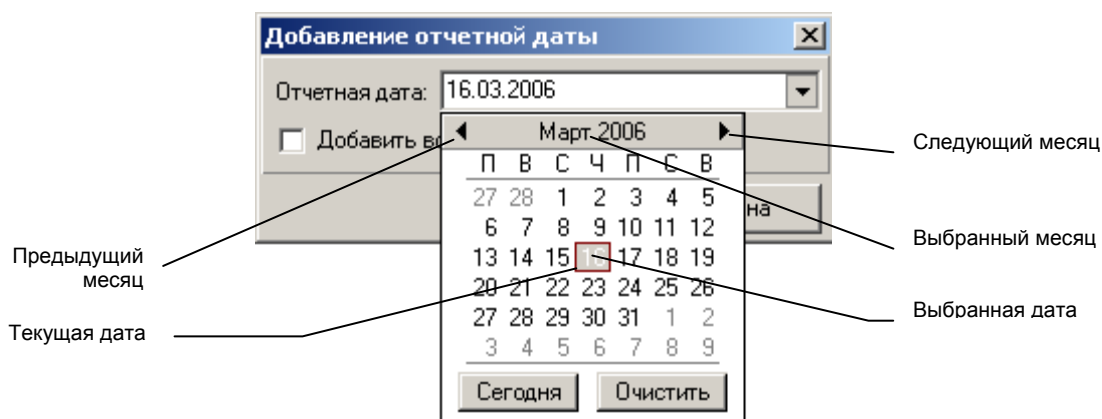 Добавление отчетной даты
Отчетная дата: 16.03.2006
Добавить
Март 2006
П В С Ч П С В
27 28 1 2 3 4 5
6 7 8 9 10 11 12
13 14 15 16 17 18 19
20 21 22 23 24 25 26
27 28 29 30 31 1 2
3 4 5 6 7 8 9
Сегодня Очистить
Предыдущий
месяц
Текущая дата
Следующий месяц
Выбранный месяц
Выбранная дата